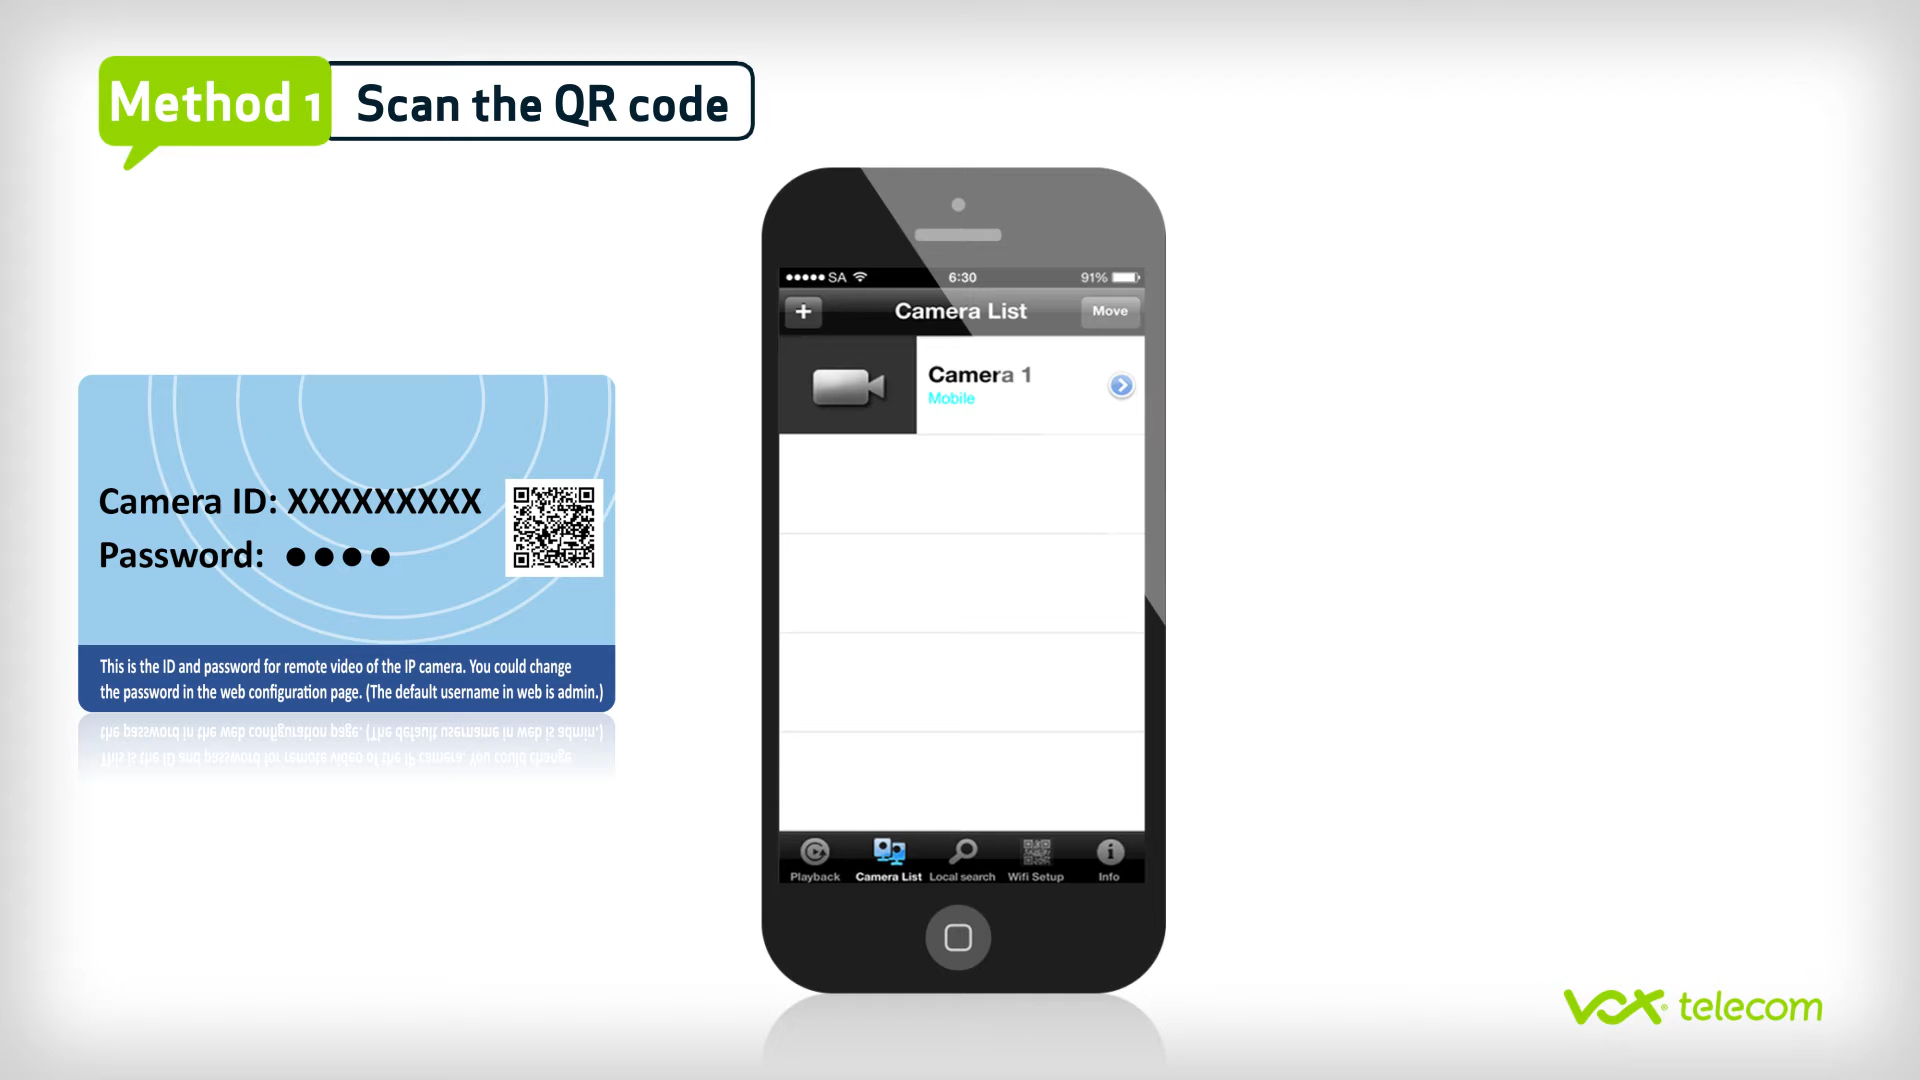 Method 1 Scan the QR code
SA 6:30 91%
+ Camera List Move
Camera 1
Mobile
Camera ID: XXXXXXXXX
Password: ●●●●
This is the ID and password for remote video of the IP camera. You could change
the password in the web configuration page. (The default username in web is admin.)
Playback Camera List Local search Wifi Setup Info
vox telecom